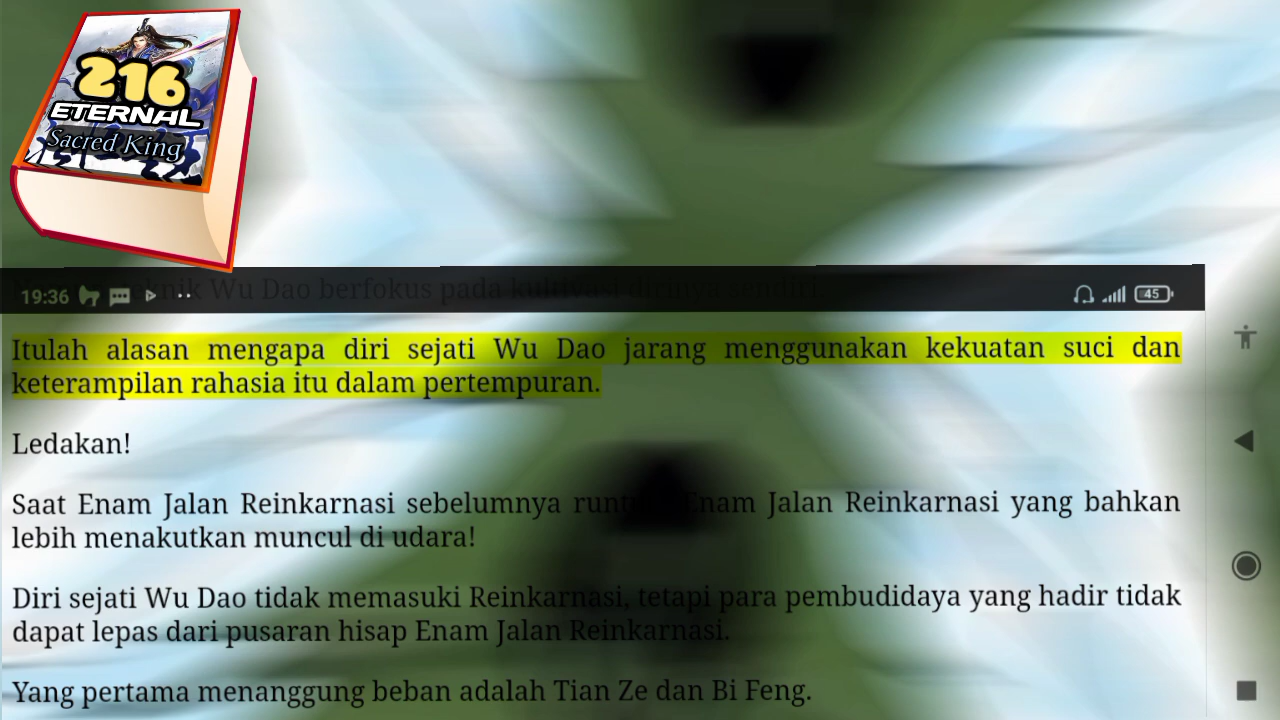 216
ETERNAL
Sacred King
Wu Dao berfokus pada kultivasi dirinya sendiri.
19:36
45
Itulah alasan mengapa diri sejati Wu Dao jarang menggunakan kekuatan suci dan
keterampilan rahasia itu dalam pertempuran.
Ledakan!
Saat Enam Jalan Reinkarnasi sebelumnya Enam Jalan Reinkarnasi yang bahkan
lebih menakutkan muncul di udara!
Diri sejati Wu Dao tidak memasuki Reinkarnasi, tetapi para pembudidaya yang hadir tidak
dapat lepas dari pusaran hisap Enam Jalan Reinkarnasi.
Yang pertama menanggung beban adalah Tian Ze dan Bi Feng.